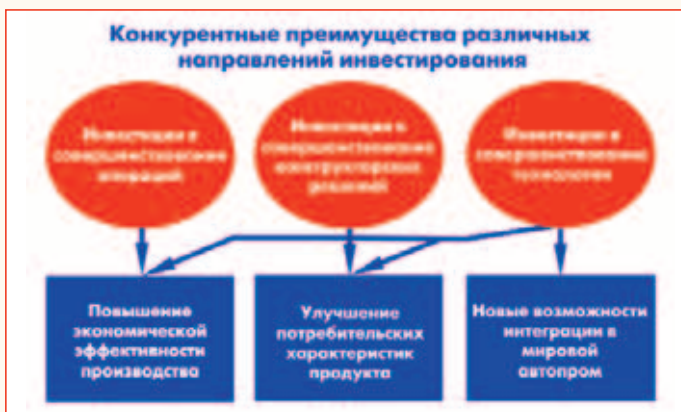 Конкурентные преимущества различных
направлений инвестирования
Инвестиции в
совершенствование
операций
Инвестиции в
совершенствование
конструкторских
решений
Инвестиции в
совершенствование
технологии
Повышение
экономической
эффективности
производства
Улучшение
потребительских
характеристик
продукта
Новые возможности
интеграции в
мировой
автопром